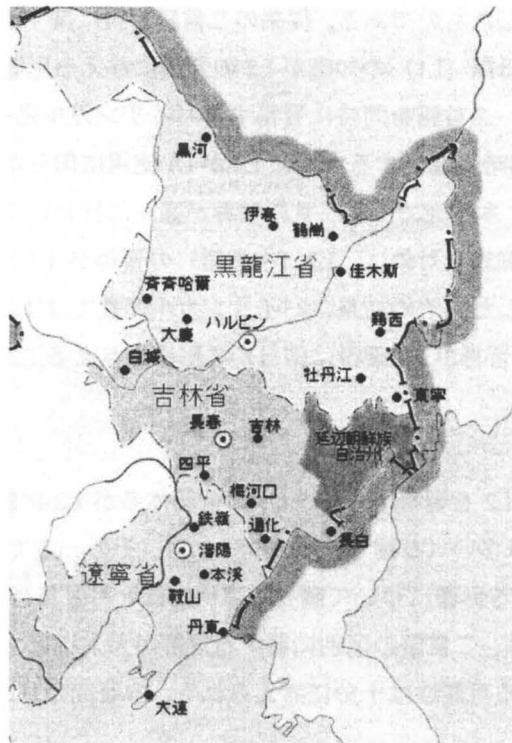 黒河
伊春
鶴崗
黒龍江省
佳木斯
斉斉哈爾
大慶
ハルビン
鶏西
白城
牡丹江
東寧
吉林省
長春
吉林
延辺朝鮮族
自治州
四平
梅河口
鉄嶺
通化
長白
瀋陽
遼寧省
本渓
鞍山
丹東
大連